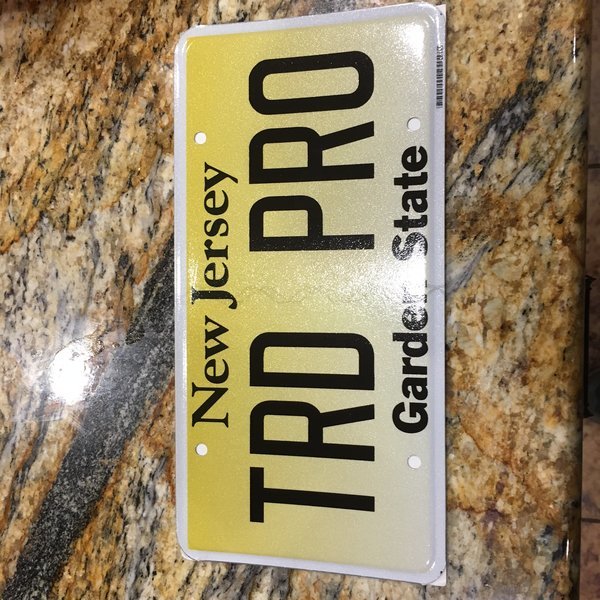 New Jersey
TRD PRO
Garden State